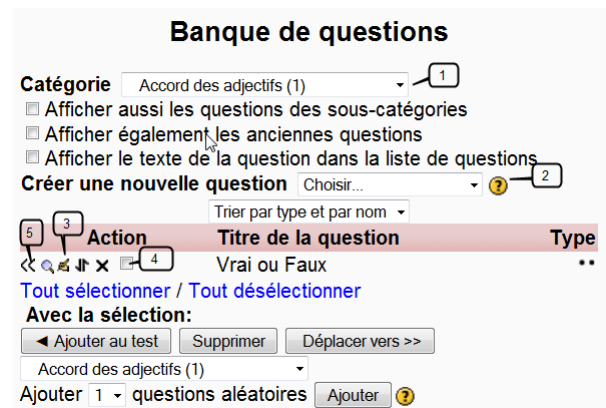 Banque de questions
Catégorie Accord des adjectifs (1) 1
Afficher aussi les questions des sous-catégories
Afficher également les anciennes questions
Afficher le texte de la question dans la liste de questions
Créer une nouvelle question Choisir... ? 2
Trier par type et par nom
5 3 Action Titre de la question Type
4 Vrai ou Faux
Tout sélectionner / Tout désélectionner
Avec la sélection:
◄ Ajouter au test Supprimer Déplacer vers >>
Accord des adjectifs (1)
Ajouter 1 questions aléatoires Ajouter ?